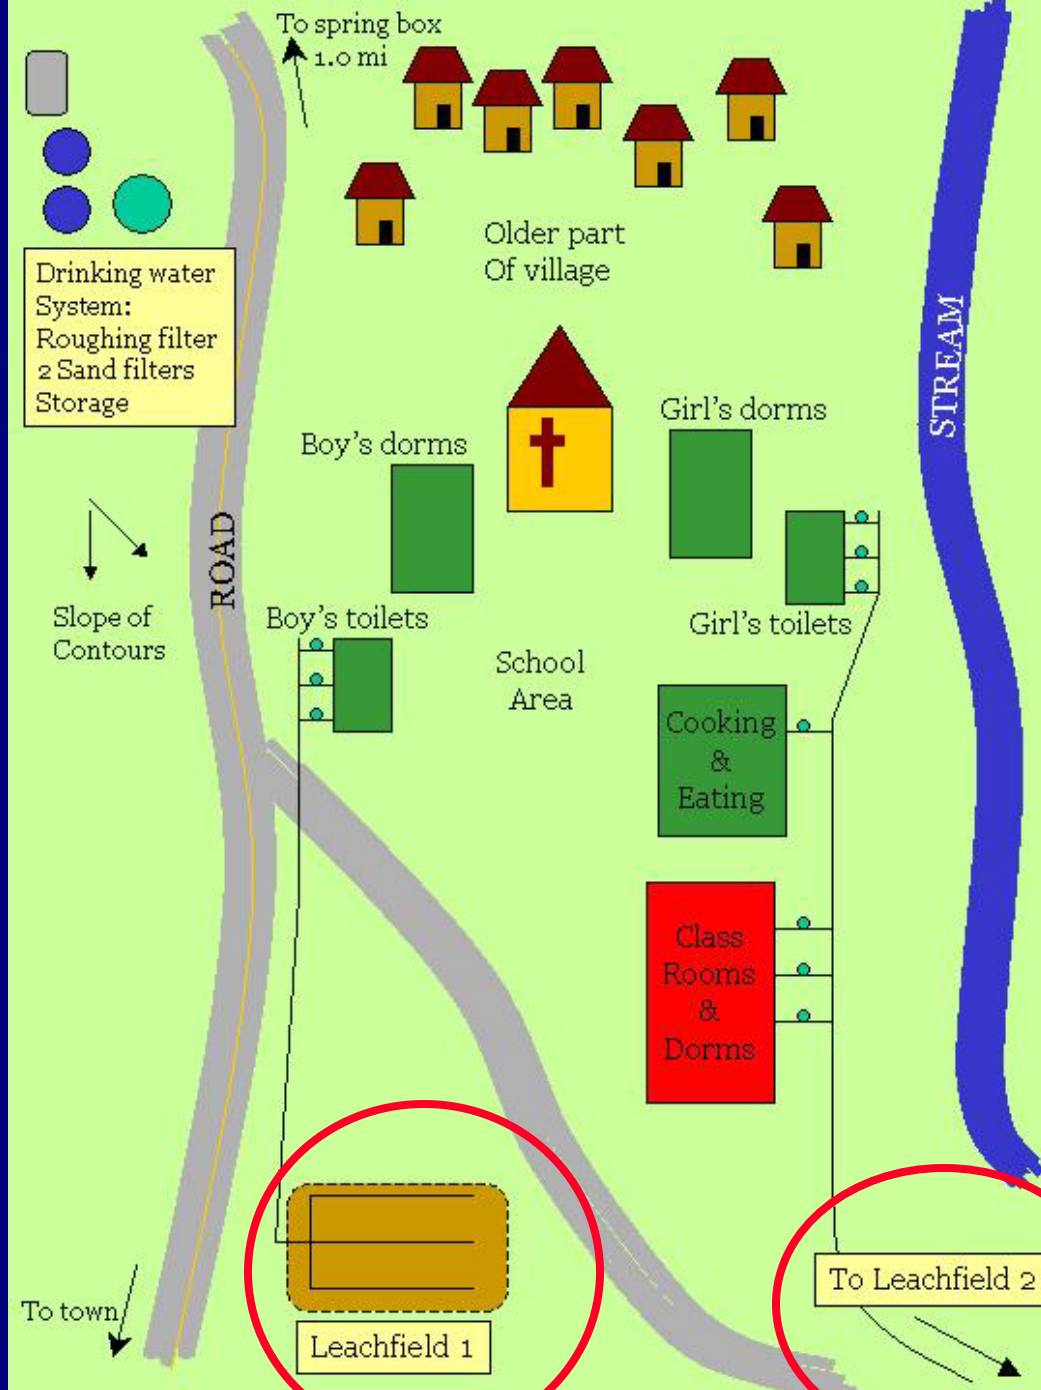 To spring box
1.0 mi
Older part
Of village
Drinking water
System:
Roughing filter
2 Sand filters
Storage
STREAM
Girl's dorms
Boy's dorms
ROAD
Slope of
Contours
Boy's toilets
Girl's toilets
School
Area
Cooking
&
Eating
Class
Rooms
&
Dorms
To Leachfield 2
To town
Leachfield 1